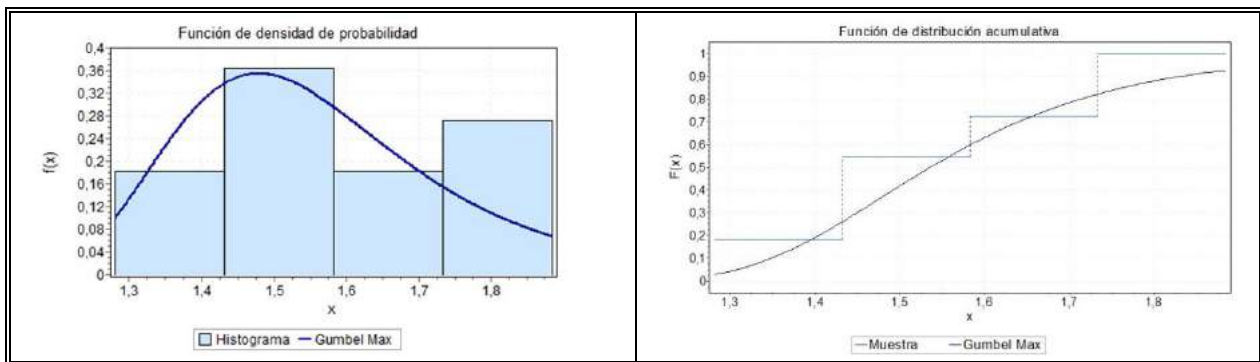 Función de densidad de probabilidad
0,4
0,36
0,32
0,28
0,24
0,2
0,16
0,12
0,08
0,04
0
f(x)
1,3 1,4 1,5 1,6 1,7 1,8
x
Histograma Gumbel Max
Función de distribución acumulativa
1
0,9
0,8
0,7
0,6
0,5
0,4
0,3
0,2
0,1
0
F(x)
1,3 1,4 1,5 1,6 1,7 1,8
x
Muestra Gumbel Max